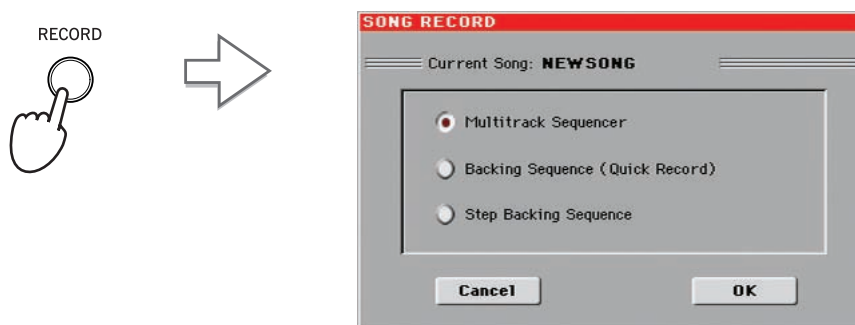 RECORD
SONG RECORD
Current Song: NEWSONG
Multitrack Sequencer
Backing Sequence (Quick Record)
Step Backing Sequence
Cancel
OK